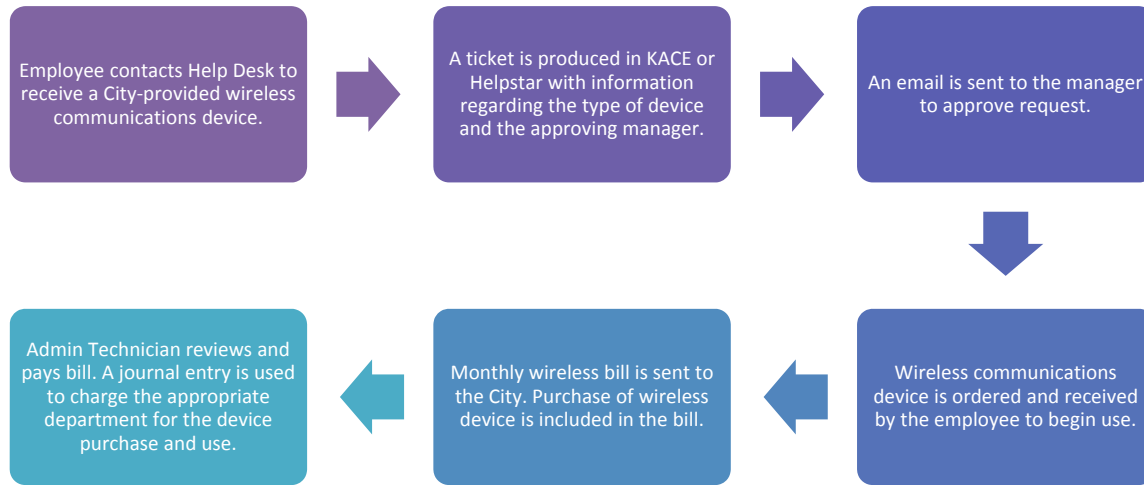 Employee contacts Help Desk to
receive a City-provided wireless
communications device.
A ticket is produced in KACE or
Helpstar with information
regarding the type of device
and the approving manager.
An email is sent to the manager
to approve request.
Wireless communications
device is ordered and received
by the employee to begin use.
Monthly wireless bill is sent to
the City. Purchase of wireless
device is included in the bill.
Admin Technician reviews and
pays bill. A journal entry is used
to charge the appropriate
department for the device
purchase and use.